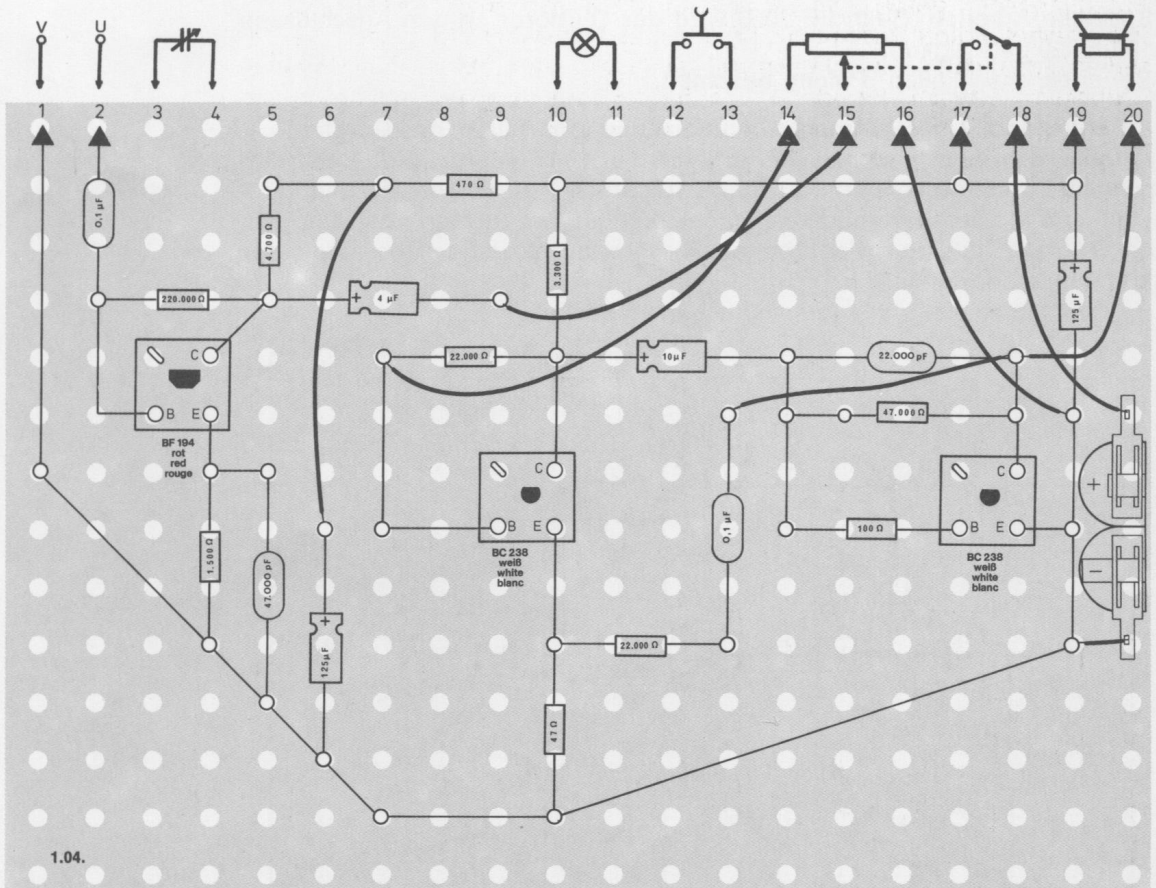 V U
1 2 3 4 5 6 7 8 9 10 11 12 13 14 15 16 17 18 19 20
0,1 µF
470 Ω
4.700 Ω
3.300 Ω
220.000 Ω
+ 4 µF
+
125 µF
22.000 Ω
+ 10 µF
22.000 pF
C
B E
BF 194
rot
red
rouge
47.000 Ω
C
B E
BC 238
weiß
white
blanc
0,1 µF
C
100 Ω
B E
BC 238
weiß
white
blanc
+
−
1.500 Ω
47.000 pF
+
125 µF
22.000 Ω
47 Ω
1.04.